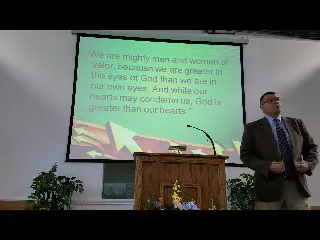 "We are mighty men and woman of
valor, because we are greater in
the eyes of God than we are in
our own eyes, And while our
hearts may condemn us, God is
greater than our hearts."